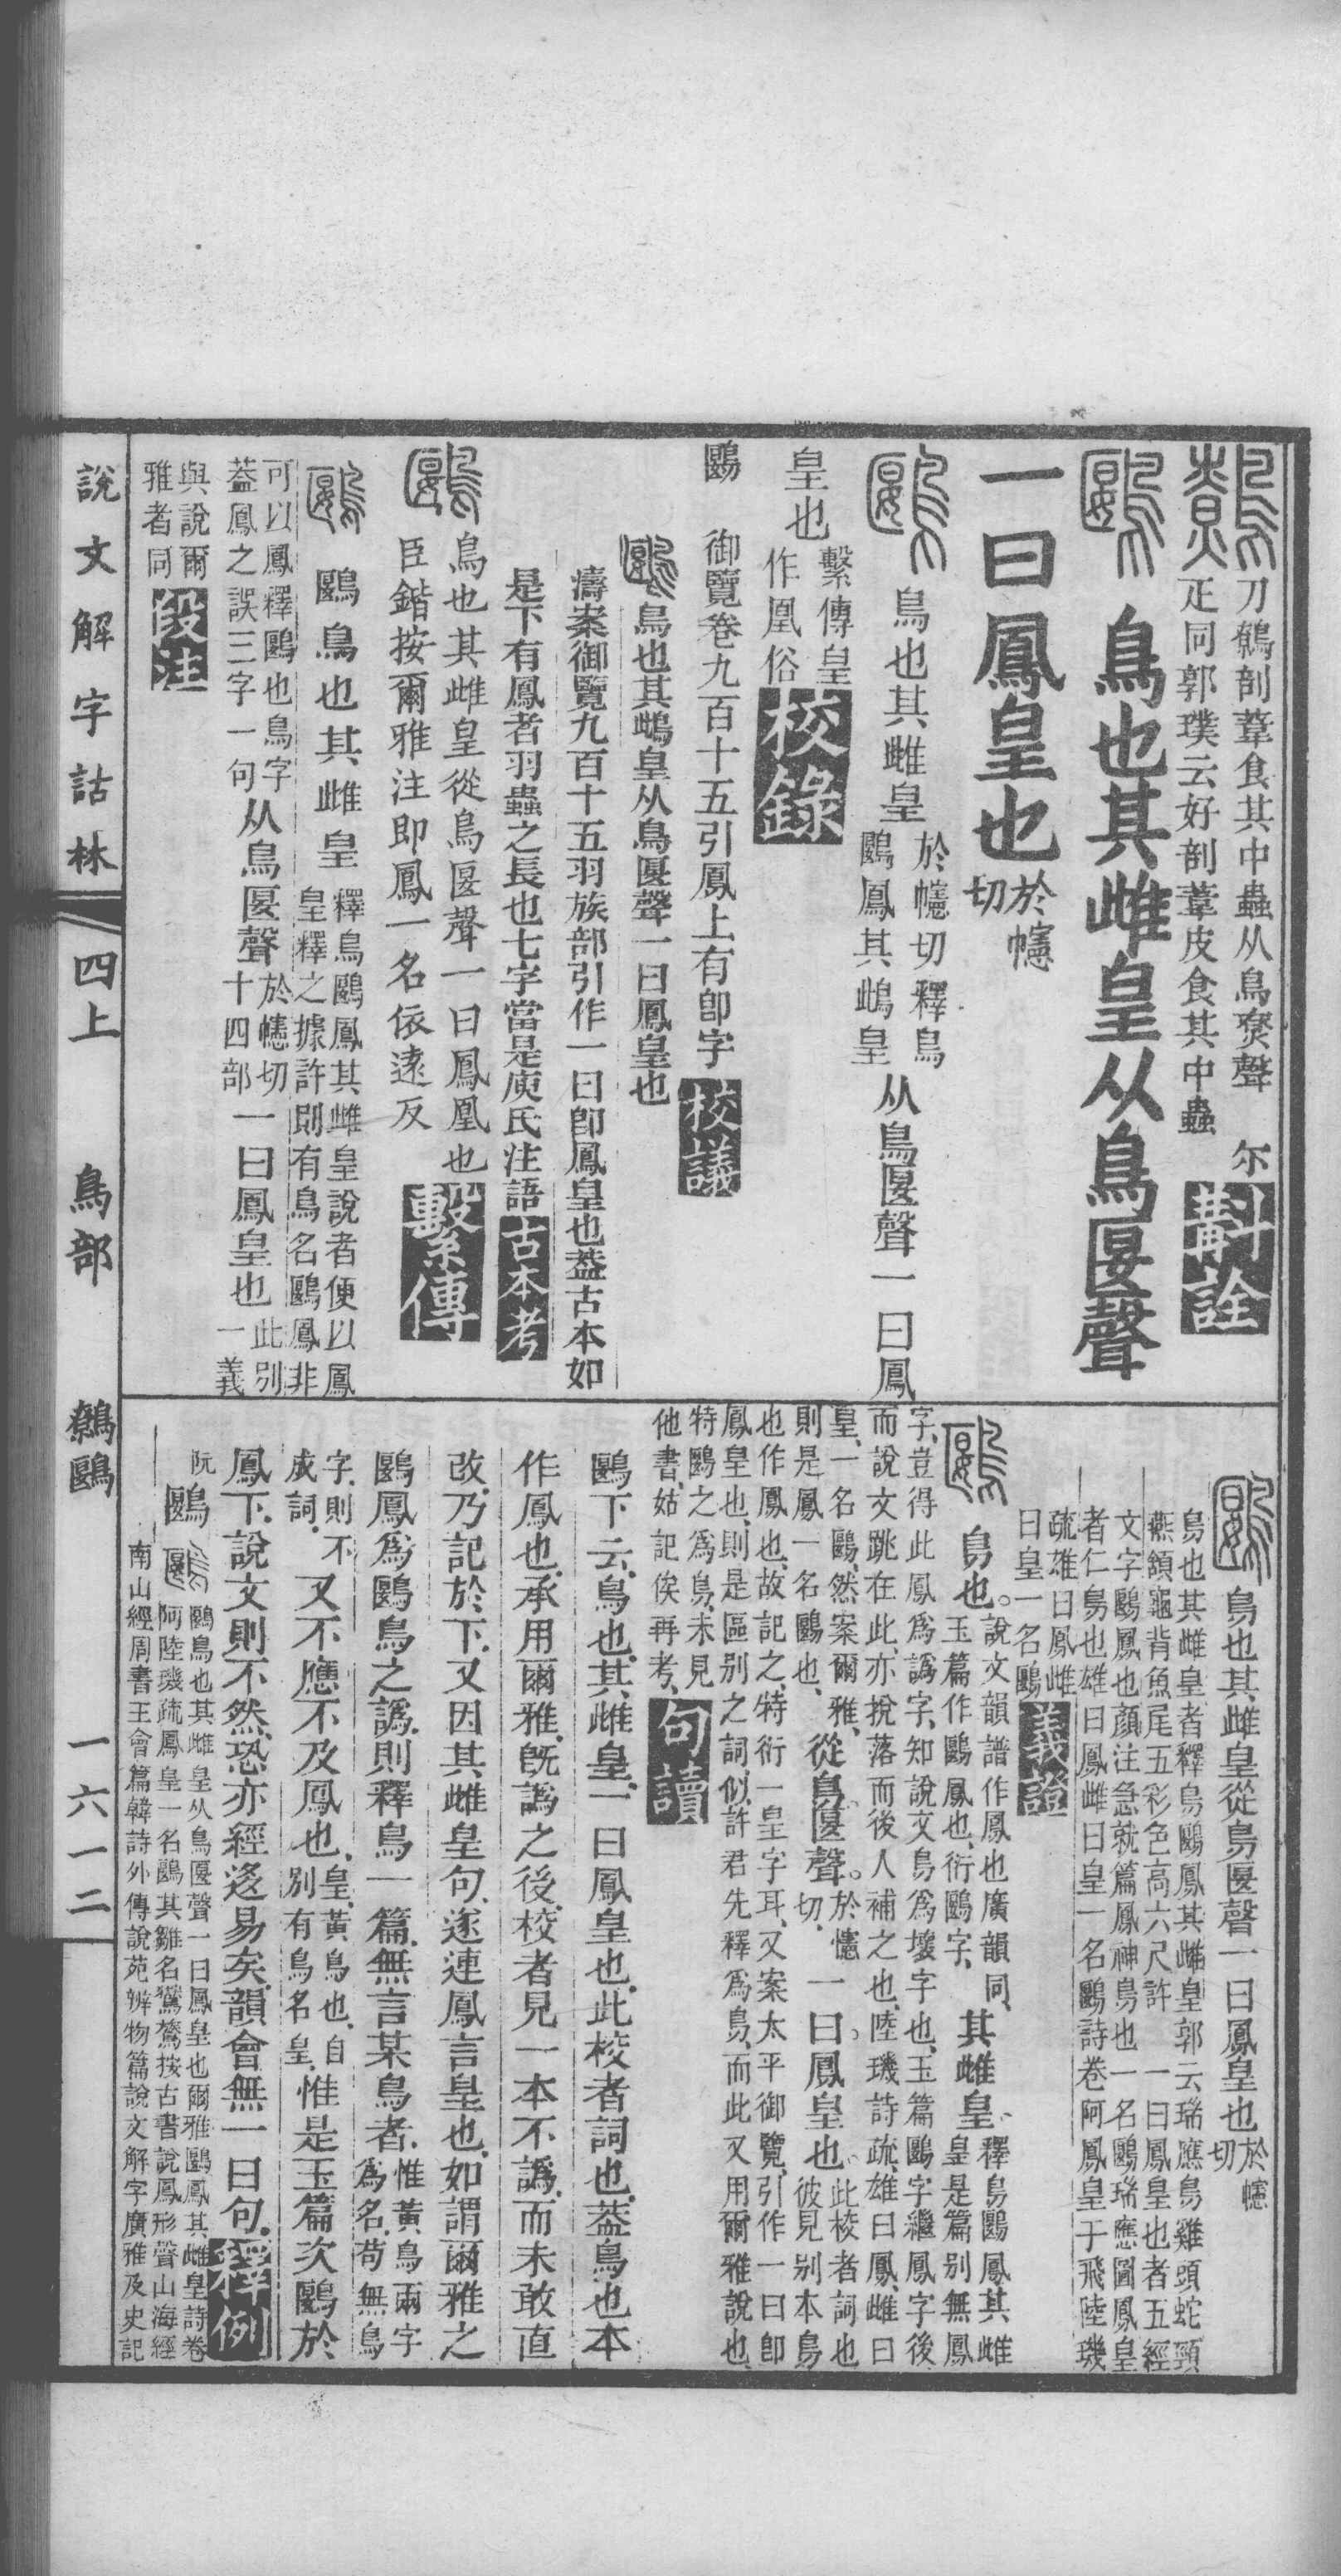 刀鷯剖葦食其中蟲从鳥尞聲　尓
疋同郭璞云好剖葦皮食其中蟲
斠詮
鶠　鳥也其雌皇从鳥匽聲
一曰鳳皇也於幰切
鶠　鳥也其雌皇於幰切釋鳥鶠鳳其雌皇从鳥匽聲一曰鳳
皇也繫傳皇作凰俗校錄
鶠　御覽卷九百十五引鳳上有卽字校議
鶠鳥也其雌皇从鳥匽聲一曰鳳皇也
濤案御覽九百十五羽族部引作一曰卽鳳皇也葢古本如
是下有鳳者羽蟲之長也七字當是庾氏注語古本考
鶠鳥也其雌皇從鳥匽聲一曰鳳凰也
臣鍇按爾雅注即鳳一名依遠反繫傳
鶠　鶠鳥也其雌皇釋鳥鶠鳳其雌皇說者便以鳳皇釋之據許則有鳥名鶠鳳非
可以鳳釋鶠也鳥字葢鳳之誤三字一句从鳥匽聲於幰切十四部一曰鳳皇也此別一義
與說爾雅者同段注
鶠鳥也其雌皇從鳥匽聲一曰鳳皇也於幰切
鳥也其雌皇者釋鳥鶠鳳其雌皇郭云瑞應鳥雞頭蛇頸
燕頷龜背魚尾五彩色高六尺許　一曰鳳皇也者五經
文字鶠鳳也顏注急就篇鳳神鳥也一名鶠瑞應圖鳳皇
者仁鳥也雄曰鳳雌曰皇一名鶠詩卷阿鳳皇于飛陸璣
疏雄曰鳳雌曰皇一名鶠義證
鶠　鳥也。說文韻譜作鳳也廣韻同、玉篇作鶠鳳也、衍鶠字、其雌皇、釋鳥鶠鳳其雌皇是篇別無鳳
字、豈得此鳳爲譌字、知說文鳥爲壞字也、玉篇鶠字繼鳳字後
而說文跳在此、亦捝落而後人補之也、陸璣詩疏、雄曰鳳、雌曰
皇、一名鶠、然案爾雅、則是鳳一名鶠也、從鳥匽聲。於幰切、一曰鳳皇也。此校者詞也彼見別本鳥
也作鳳也、故記之、特衍一皇字耳、又案太平御覽、引作一曰卽
鳳皇也、則是區別之詞、似許君先釋爲鳥、而此又用爾雅說也、
特鶠之爲鳥、未見他書、姑記俟再考、句讀
鶠下云、鳥也、其雌皇、一曰鳳皇也、此校者詞也、葢鳥也本
作鳳也、承用爾雅、旣譌之後、校者見一本不譌、而未敢直
改、乃記於下、又因其雌皇句、遂連鳳言皇也、如謂爾雅之
鶠鳳爲鶠鳥之譌、則釋鳥一篇、無言某鳥者、惟黃鳥兩字爲名、苟無鳥
字、則不成詞、又不應不及鳳也、皇、黃鳥也、自別有鳥名皇、惟是玉篇次鶠於
鳳下、說文則不然、恐亦經迻易矣、韻會無一曰句、釋例
阮
鶠　鶠鳥也其雌皇从鳥匽聲一曰鳳皇也爾雅鶠鳳其雌皇詩卷
阿陸璣疏鳳皇一名鶠其雛名鸑鷟按古書說鳳形聲山海經
南山經周書王會篇韓詩外傳說苑辨物篇說文解字廣雅及史記
說文解字詁林　四上　鳥部　鷯鶠　一六一二